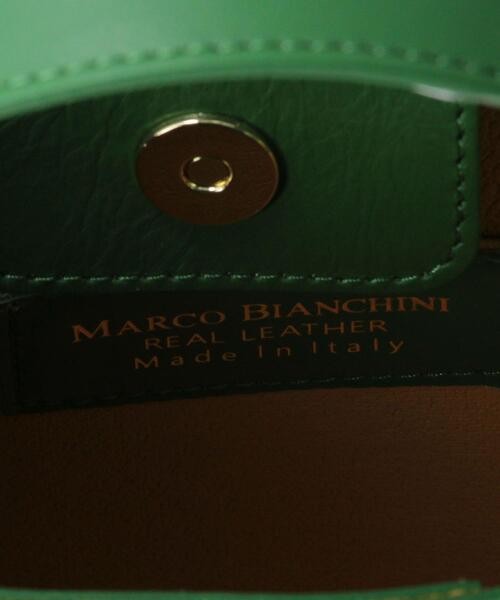 MARCO BIANCHINI
REAL LEATHER
Made In Italy